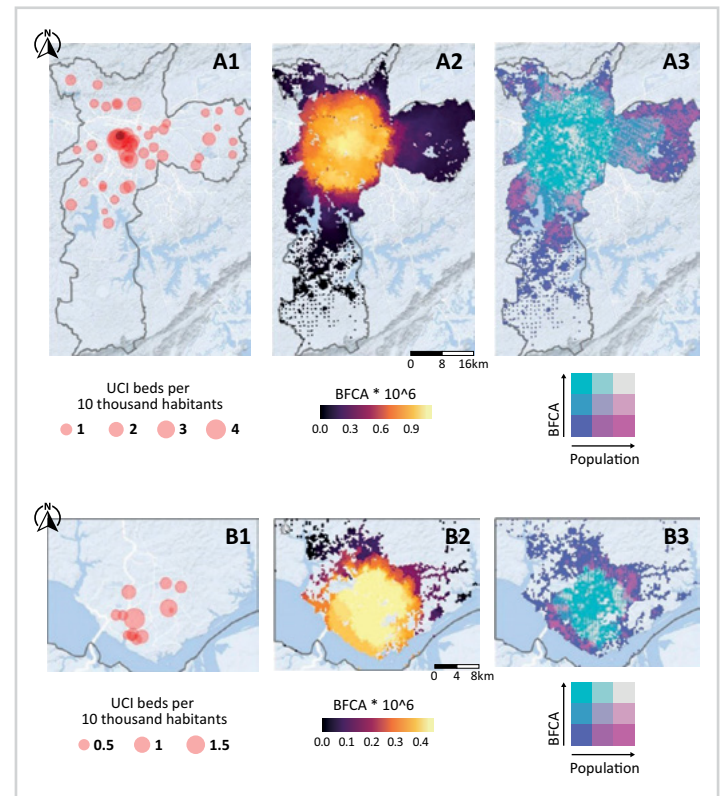 N
A1
A2
A3
0 8 16km
UCI beds per
10 thousand habitants
1 2 3 4
BFCA * 10^6
0.0 0.3 0.6 0.9
BFCA
Population
N
B1
B2
B3
0 4 8km
UCI beds per
10 thousand habitants
0.5 1 1.5
BFCA * 10^6
0.0 0.1 0.2 0.3 0.4
BFCA
Population